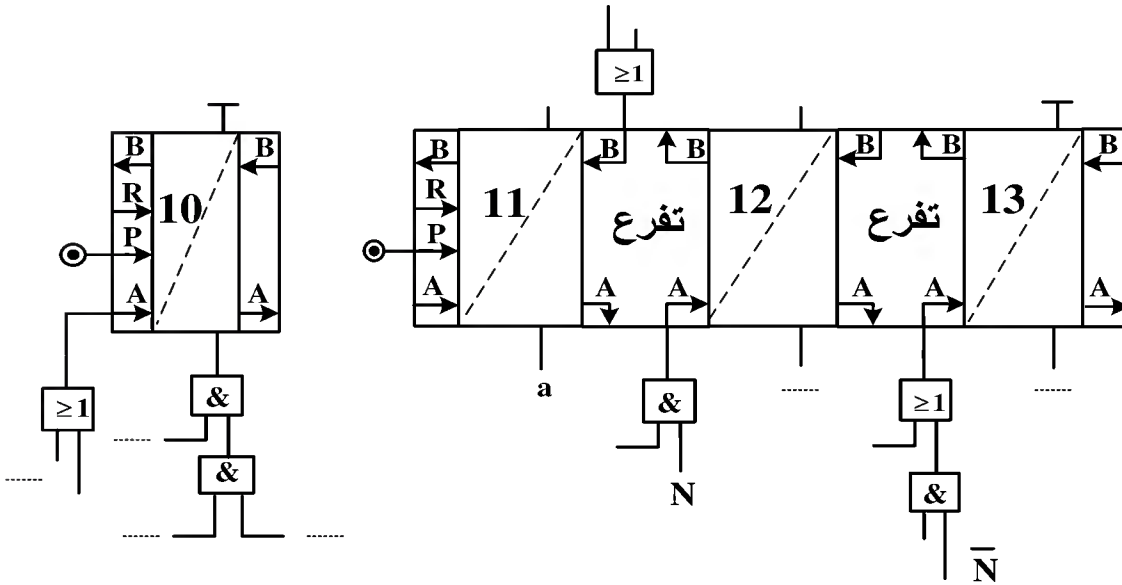 ≥1
B B B B B B B
R 10 R 11 تفرع 12 تفرع 13
P P
A A A A A A A A
& a ........ ........
≥1 & ≥1
........
& &
........ N
........ ........ N̅